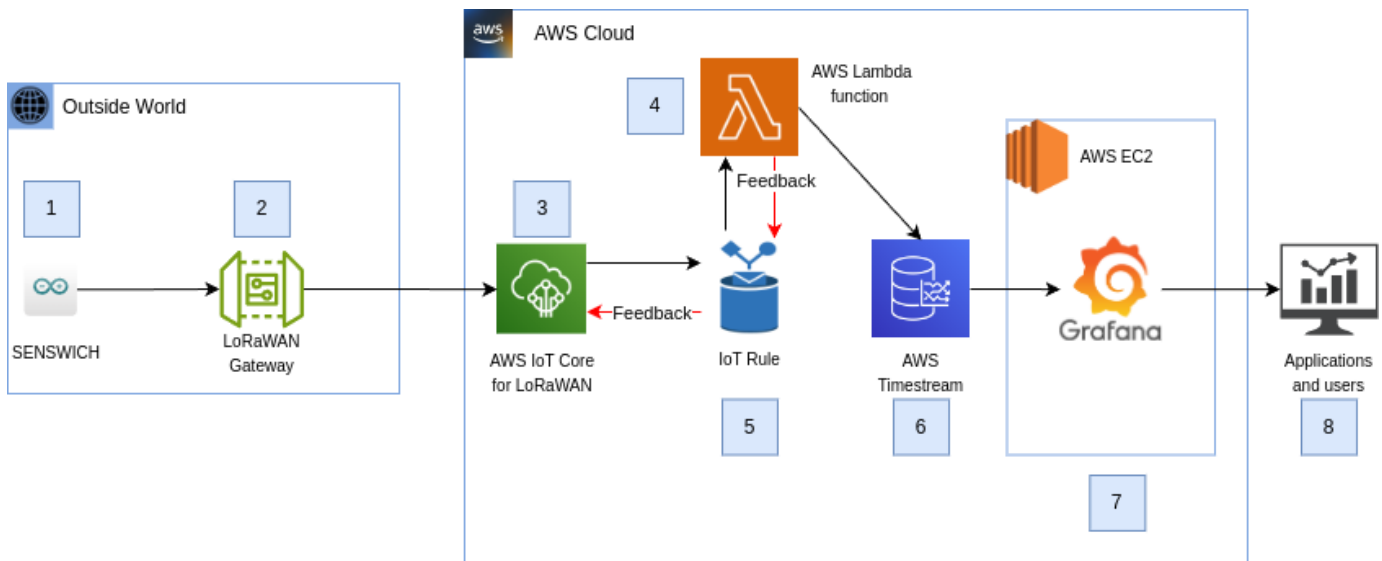 aws
AWS Cloud
Outside World
1
2
3
4
AWS Lambda
function
Feedback
AWS EC2
SENSWICH
LoRaWAN
Gateway
Feedback
AWS IoT Core
for LoRaWAN
IoT Rule
5
AWS
Timestream
6
Grafana
7
Applications
and users
8